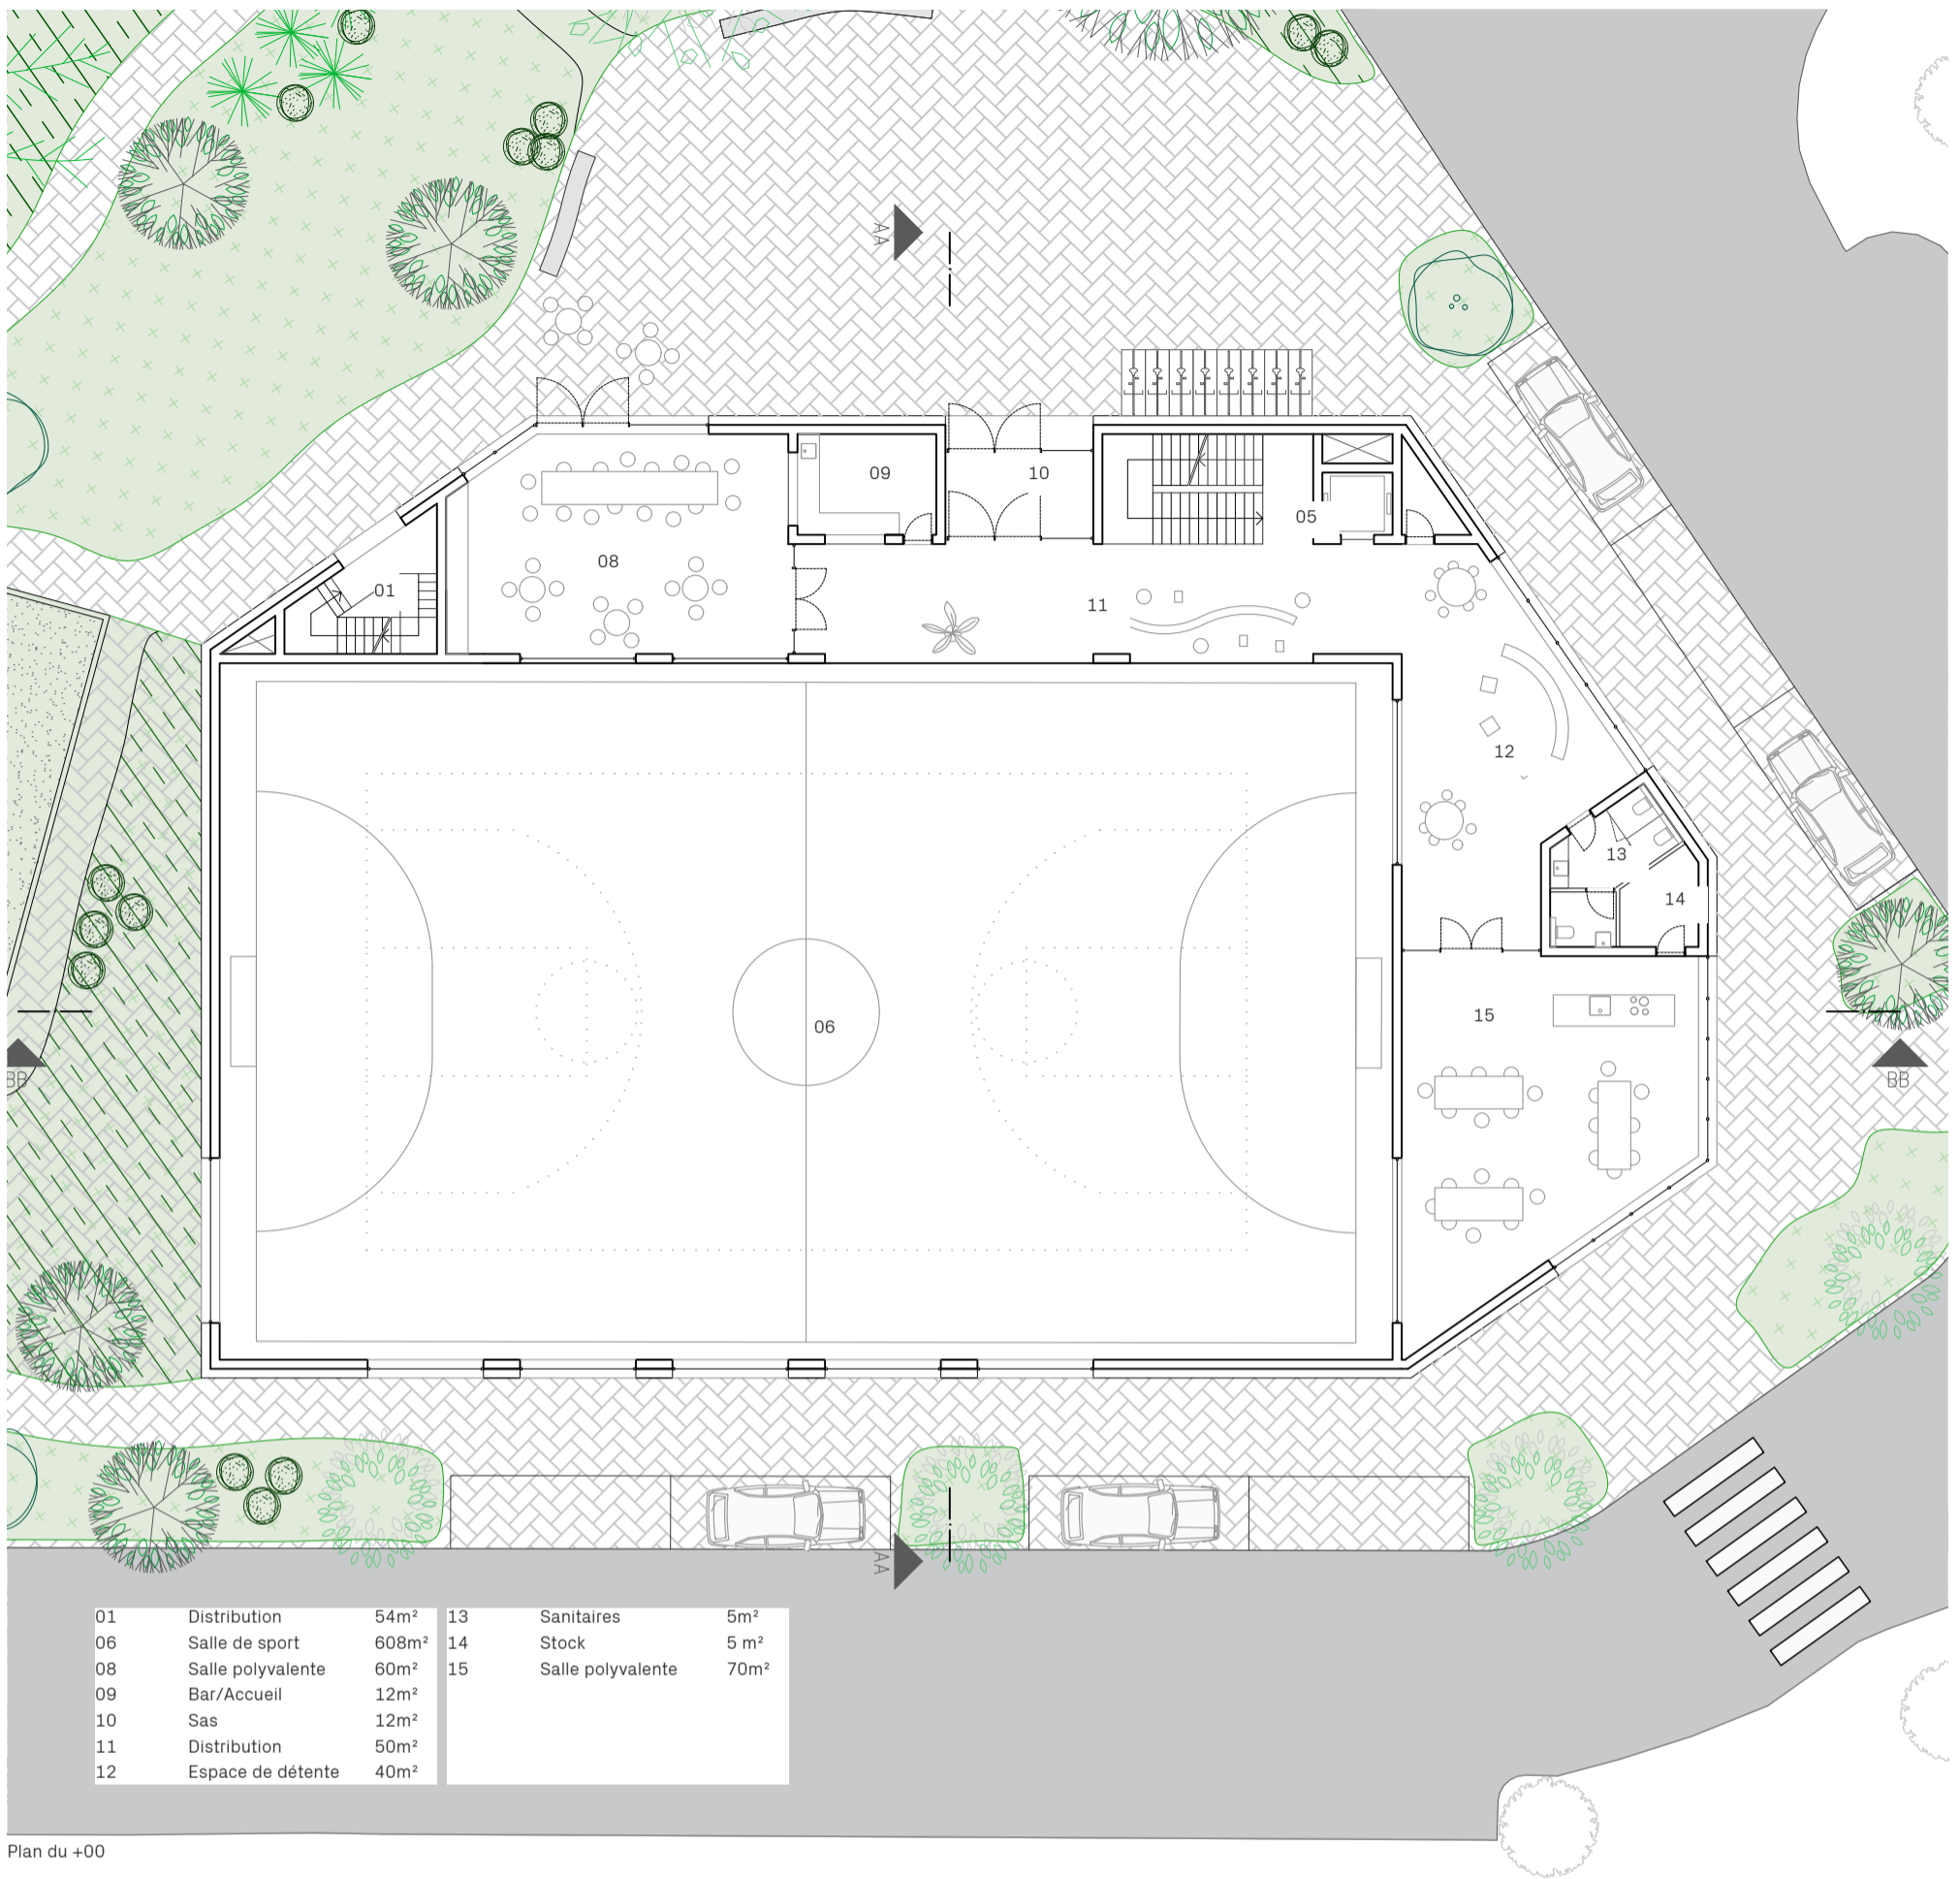 AA
09
10
05
08
01
11
12
13
14
06
15
BB
BB
AA
01 Distribution 54m²
06 Salle de sport 608m²
08 Salle polyvalente 60m²
09 Bar/Accueil 12m²
10 Sas 12m²
11 Distribution 50m²
12 Espace de détente 40m²
13 Sanitaires 5m²
14 Stock 5 m²
15 Salle polyvalente 70m²
Plan du +00